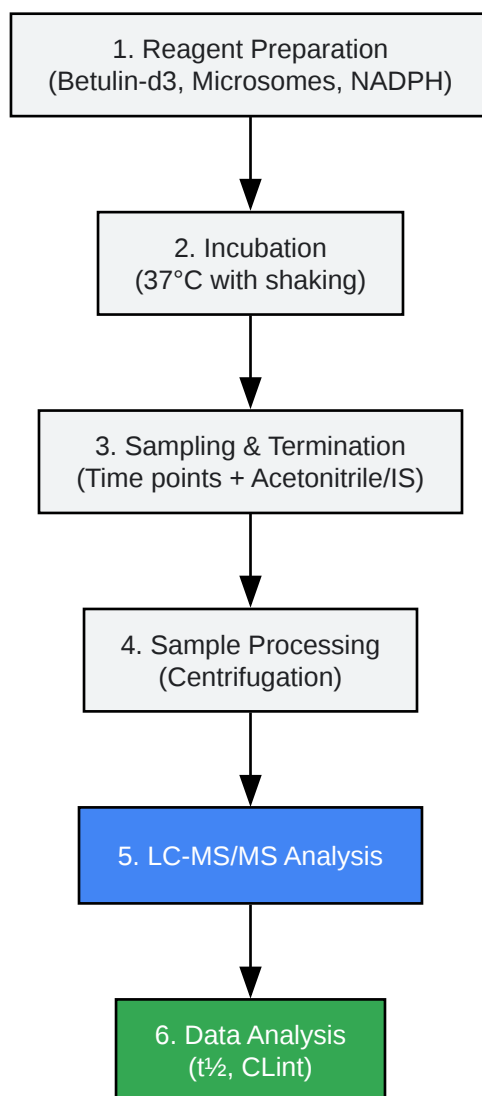 1. Reagent Preparation
(Betulin-d3, Microsomes, NADPH)
2. Incubation
(37°C with shaking)
3. Sampling & Termination
(Time points + Acetonitrile/IS)
4. Sample Processing
(Centrifugation)
5. LC-MS/MS Analysis
6. Data Analysis
(t½, CLint)